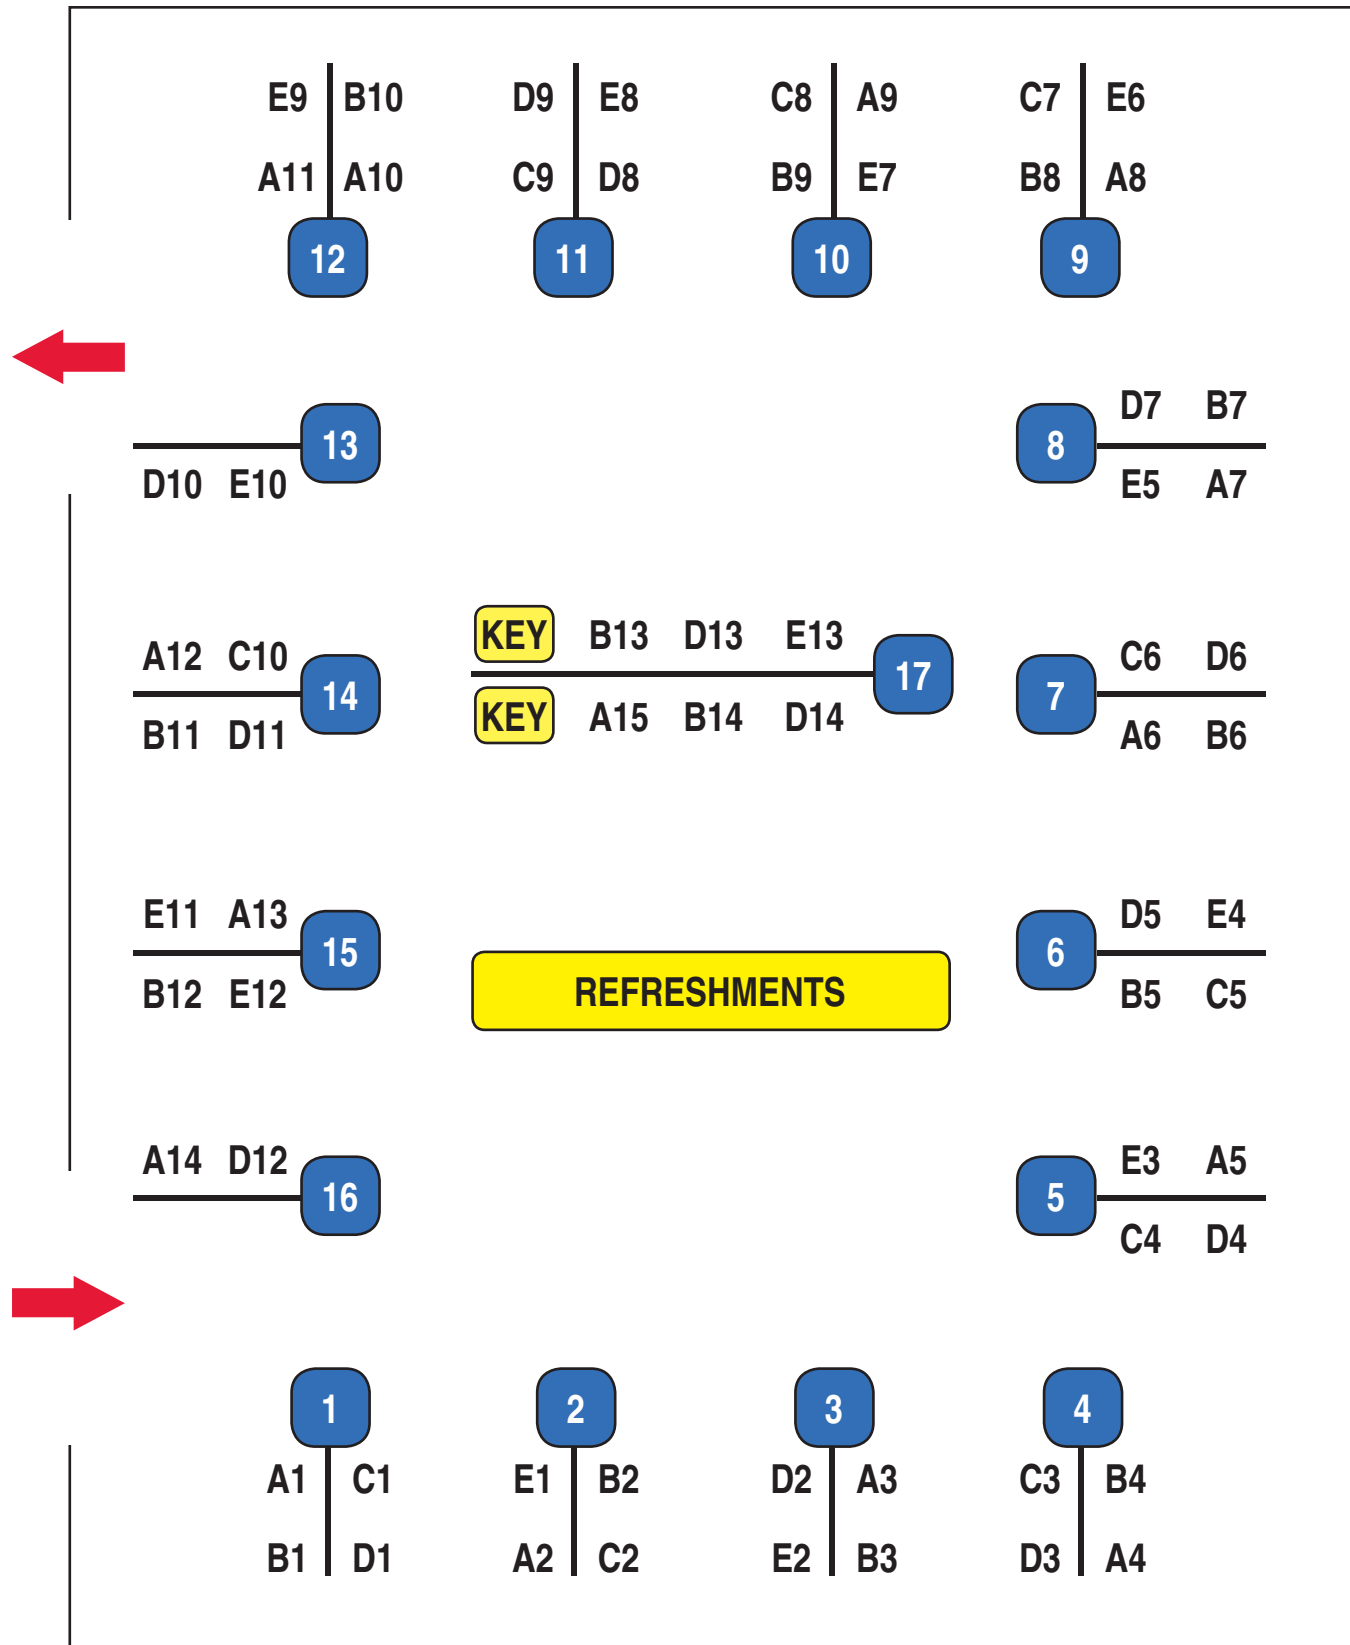 E9 B10 D9 E8 C8 A9 C7 E6
A11 A10 C9 D8 B9 E7 B8 A8
12 11 10 9
D7 B7
13 8
D10 E10 E5 A7
KEY B13 D13 E13
A12 C10 C6 D6
17
14 7
KEY A15 B14 D14
B11 D11 A6 B6
E11 A13 D5 E4
15 6
REFRESHMENTS
B12 E12 B5 C5
A14 D12 E3 A5
16 5
C4 D4
1 2 3 4
A1 C1 E1 B2 D2 A3 C3 B4
B1 D1 A2 C2 E2 B3 D3 A4